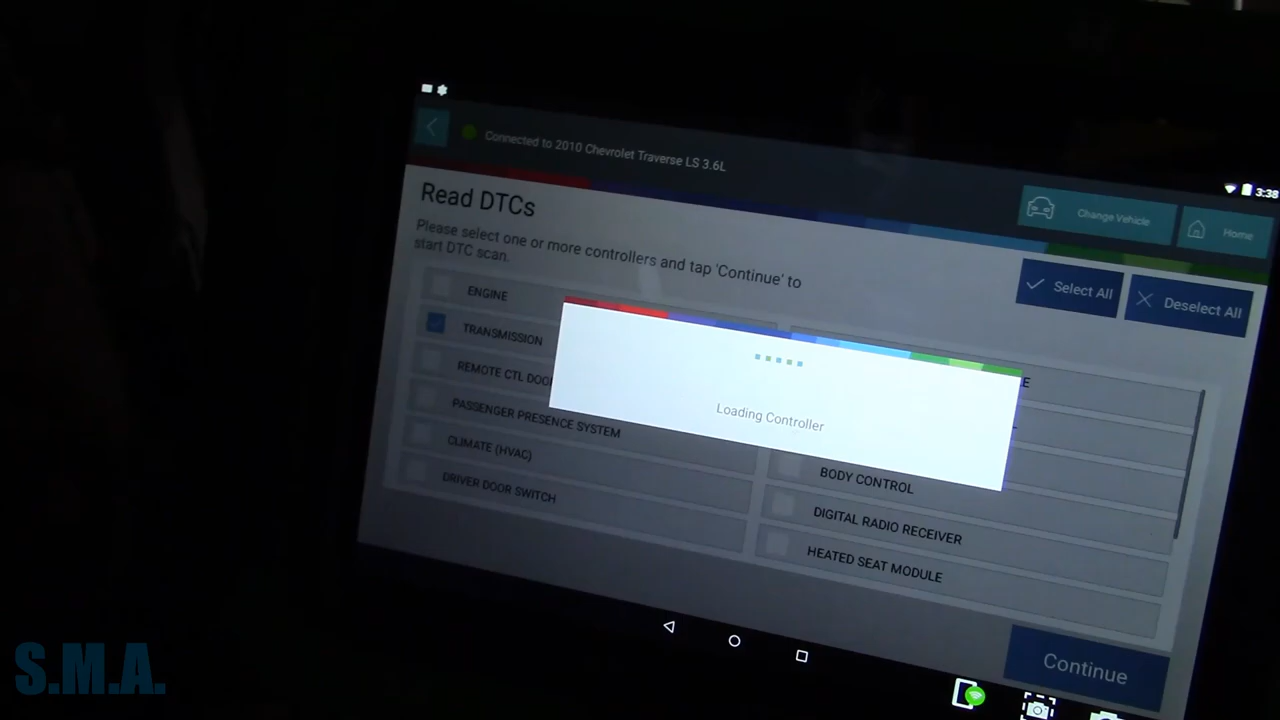 Connected to 2010 Chevrolet Traverse LS 3.6L
3:38
Change Vehicle
Home
Read DTCs
Please select one or more controllers and tap 'Continue' to
start DTC scan.
Select All
Deselect All
ENGINE
TRANSMISSION
REMOTE CTL
PASSENGER PRESENCE SYSTEM
CLIMATE (HVAC)
DRIVER DOOR SWITCH
BODY CONTROL
DIGITAL RADIO RECEIVER
HEATED SEAT MODULE
Loading Controller
Continue
S.M.A.